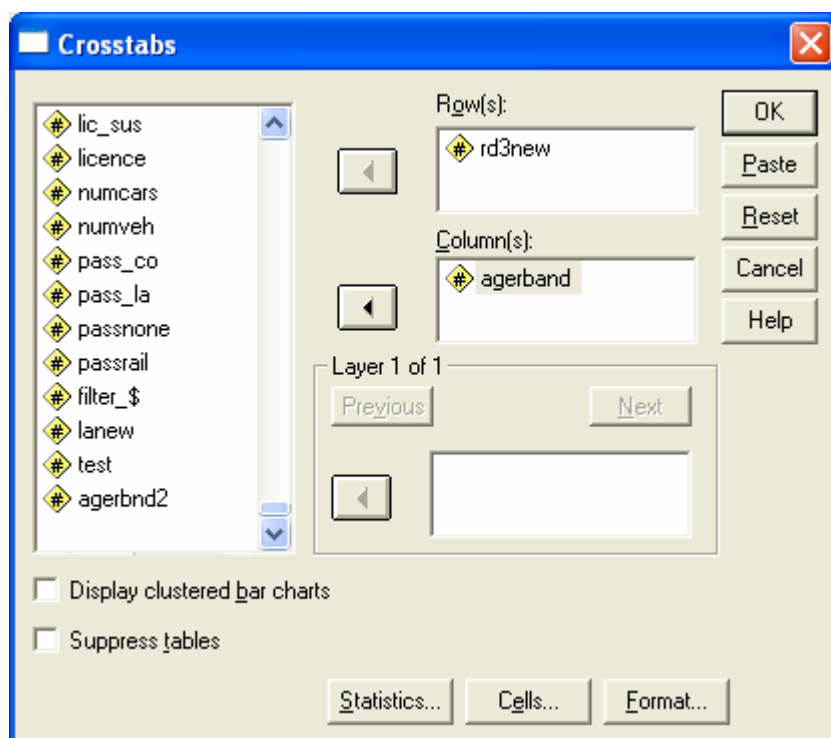 Crosstabs
lic_sus
licence
numcars
numveh
pass_co
pass_la
passnone
passrail
filter_$
lanew
test
agerbnd2
Row(s):
rd3new
Column(s):
agerband
Layer 1 of 1
Previous
Next
OK
Paste
Reset
Cancel
Help
Display clustered bar charts
Suppress tables
Statistics...
Cells...
Format...